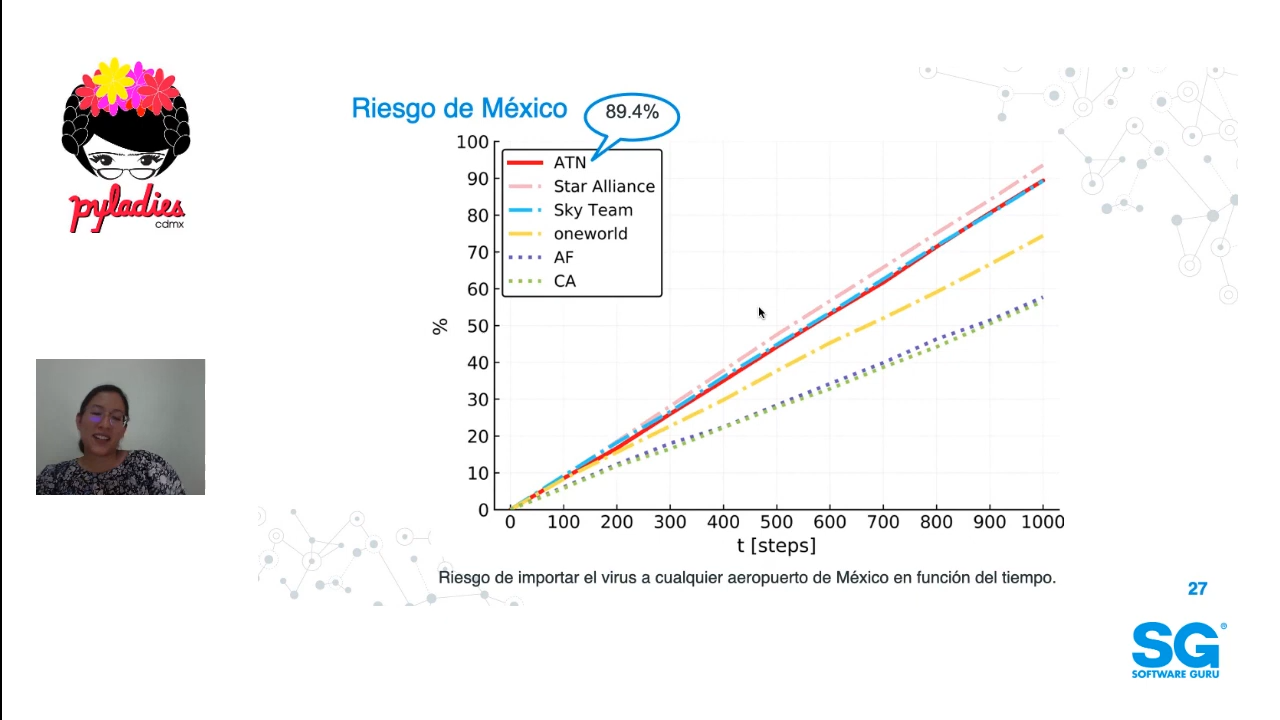 pyladies
cdmx
Riesgo de México
89.4%
100
90
80
70
60
50
40
30
20
10
0
%
ATN
Star Alliance
Sky Team
oneworld
AF
CA
0 100 200 300 400 500 600 700 800 900 1000
t [steps]
Riesgo de importar el virus a cualquier aeropuerto de México en función del tiempo.
27
SG®
SOFTWARE GURU